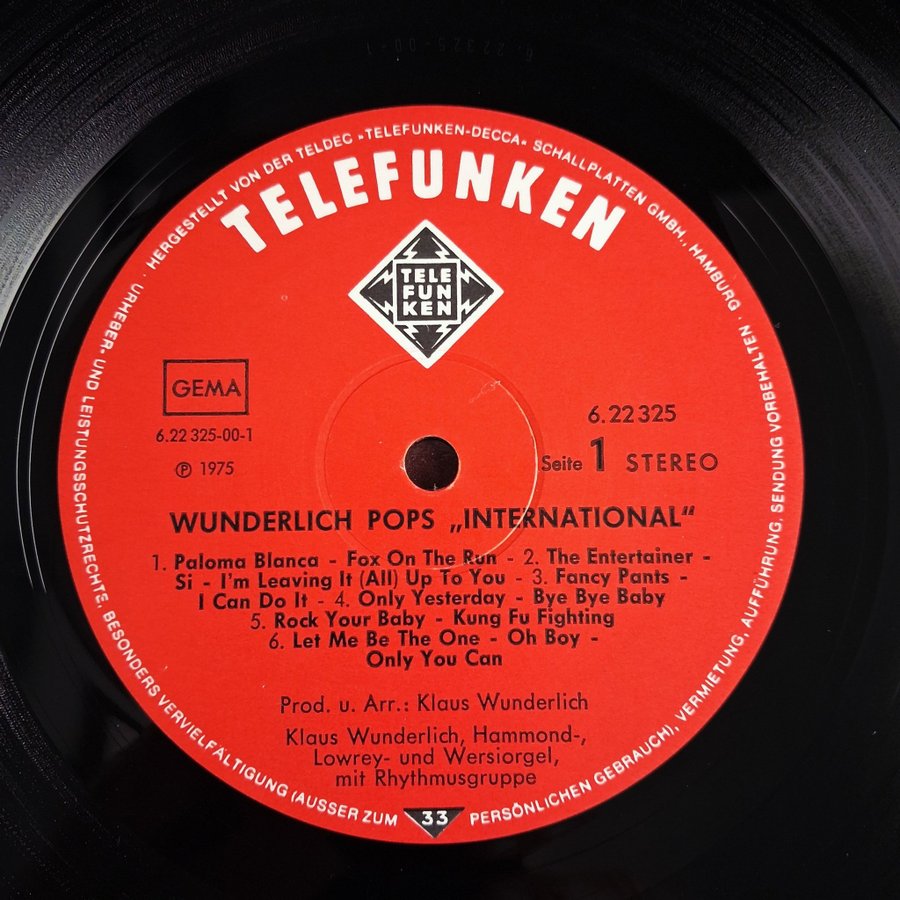 · HERGESTELLT VON DER TELDEC »TELEFUNKEN-DECCA« SCHALLPLATTEN GMBH., HAMBURG · URHEBER- UND LEISTUNGSSCHUTZRECHTE, BESONDERS VERVIELFÄLTIGUNG (AUSSER ZUM PERSÖNLICHEN GEBRAUCH), VERMIETUNG, AUFFÜHRUNG, SENDUNG VORBEHALTEN
TELEFUNKEN
TELE
FUN
KEN
GEMA
6.22 325-00-1
Ⓟ 1975
6.22 325
Seite 1 STEREO
WUNDERLICH POPS „INTERNATIONAL"
1. Paloma Blanca - Fox On The Run - 2. The Entertainer -
Si - I'm Leaving It (All) Up To You - 3. Fancy Pants -
I Can Do It - 4. Only Yesterday - Bye Bye Baby
5. Rock Your Baby - Kung Fu Fighting
6. Let Me Be The One - Oh Boy -
Only You Can
Prod. u. Arr.: Klaus Wunderlich
Klaus Wunderlich, Hammond-,
Lowrey- und Wersiorgel,
mit Rhythmusgruppe
33